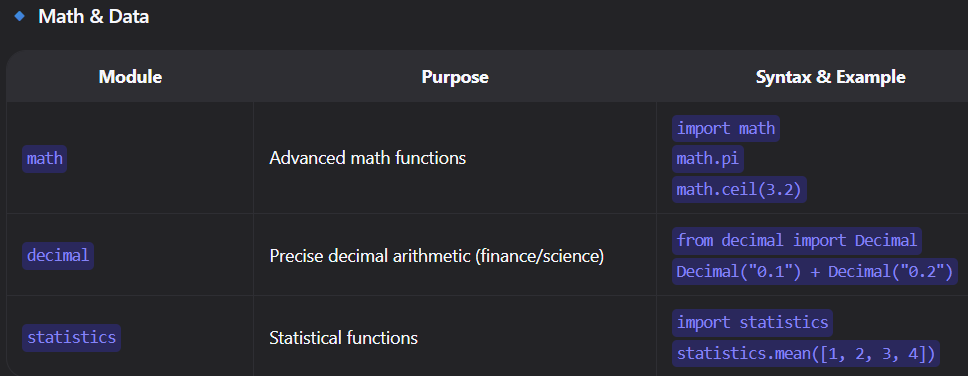 Math & Data
Module Purpose Syntax & Example
math
Advanced math functions
import math
math.pi
math.ceil(3.2)
decimal
Precise decimal arithmetic (finance/science)
from decimal import Decimal
Decimal("0.1") + Decimal("0.2")
statistics
Statistical functions
import statistics
statistics.mean([1, 2, 3, 4])